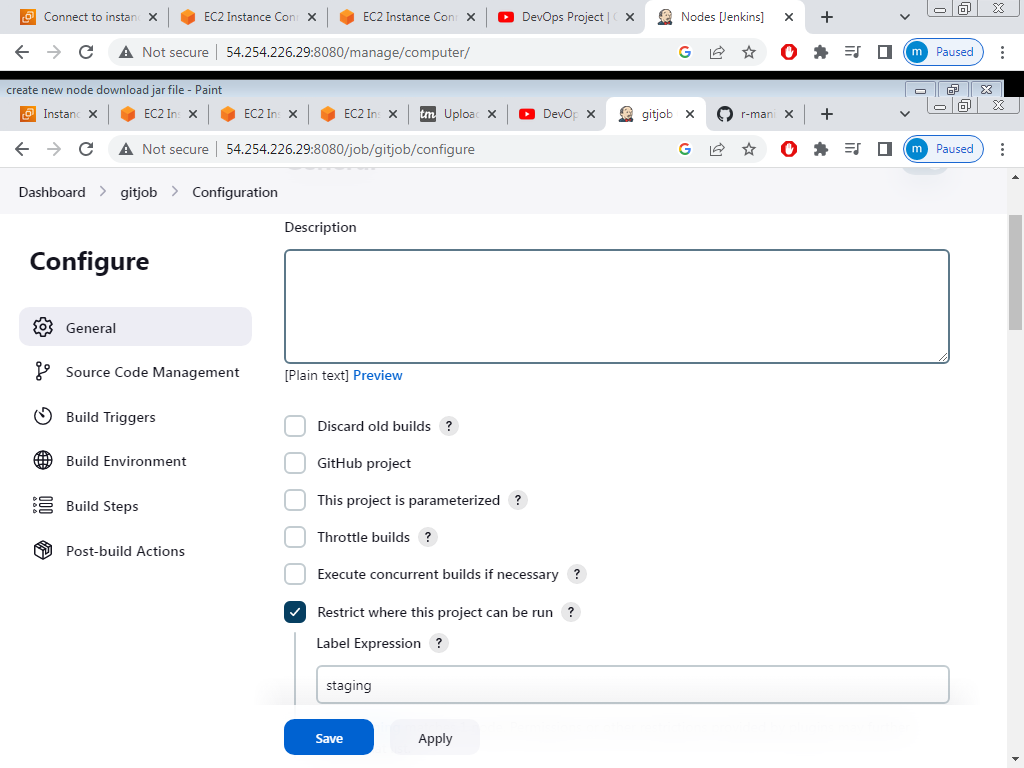 Connect to instan
EC2 Instance Conn
EC2 Instance Conn
DevOps Project |
Nodes [Jenkins]
Not secure
54.254.226.29:8080/manage/computer/
m Paused
create new node download jar file - Paint
Instanc
EC2 In
EC2 In
EC2 In
tm Uploa
DevOp
gitjob
r-man
Not secure
54.254.226.29:8080/job/gitjob/configure
m Paused
Dashboard > gitjob > Configuration
Description
Configure
General
Source Code Management
Build Triggers
Build Environment
Build Steps
Post-build Actions
[Plain text] Preview
Discard old builds ?
GitHub project
This project is parameterized ?
Throttle builds ?
Execute concurrent builds if necessary ?
Restrict where this project can be run ?
Label Expression ?
staging
Save
Apply